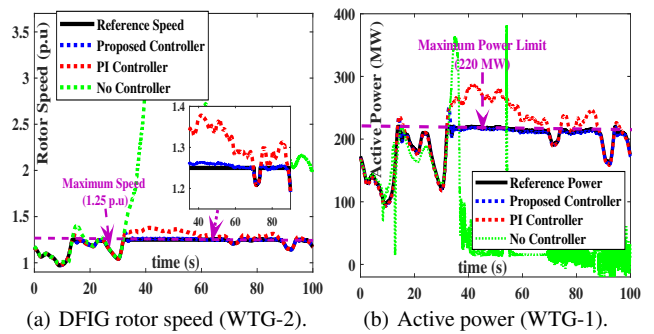 Reference Speed
Proposed Controller
PI Controller
No Controller
Rotor Speed (p.u)
3.5
3
2.5
2
1.5
1
0 20 40 60 80 100
time (s)
Maximum Speed
(1.25 p.u)
1.4
1.3
1.2
40 60 80
(a) DFIG rotor speed (WTG-2).
Active Power (MW)
400
300
200
100
0
0 20 40 60 80 100
time (s)
Maximum Power Limit
(220 MW)
Reference Power
Proposed Controller
PI Controller
No Controller
(b) Active power (WTG-1).